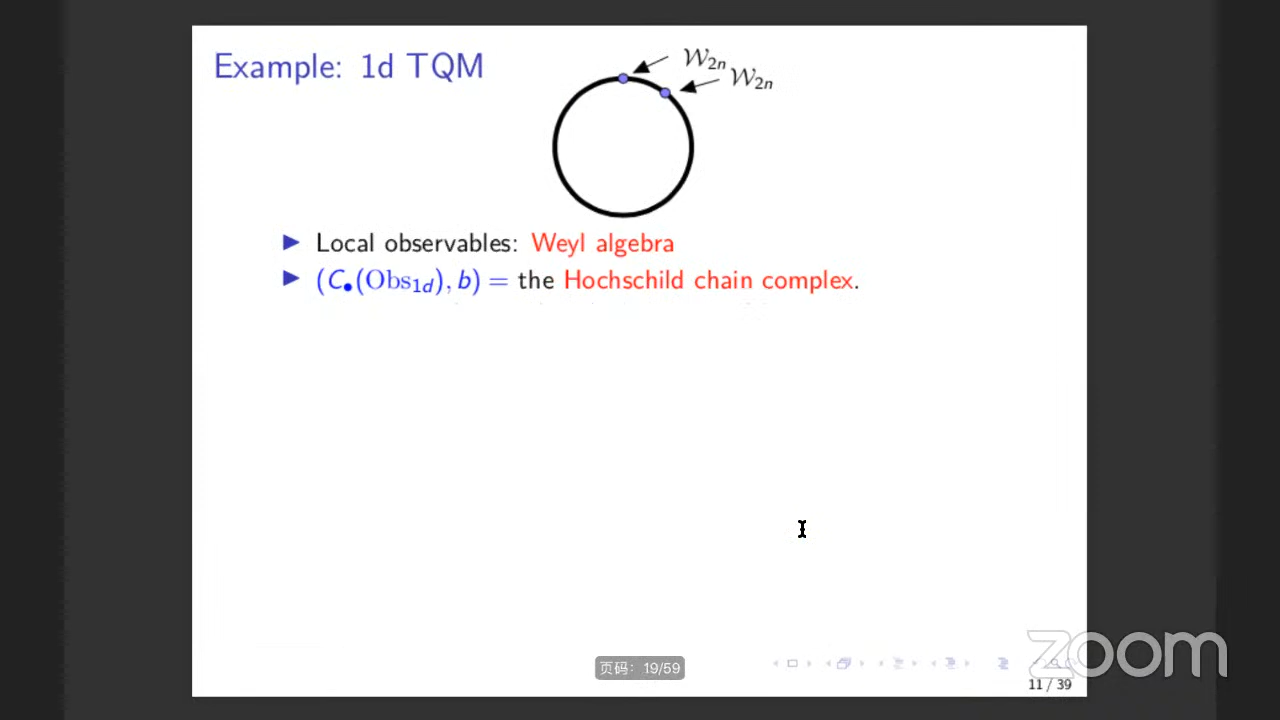 Example: 1d TQM
𝒲₂ₙ
𝒲₂ₙ
▶ Local observables: Weyl algebra
▶ (C•(Obs₁d), b) = the Hochschild chain complex.
页码: 19/59
zoom
11 / 39